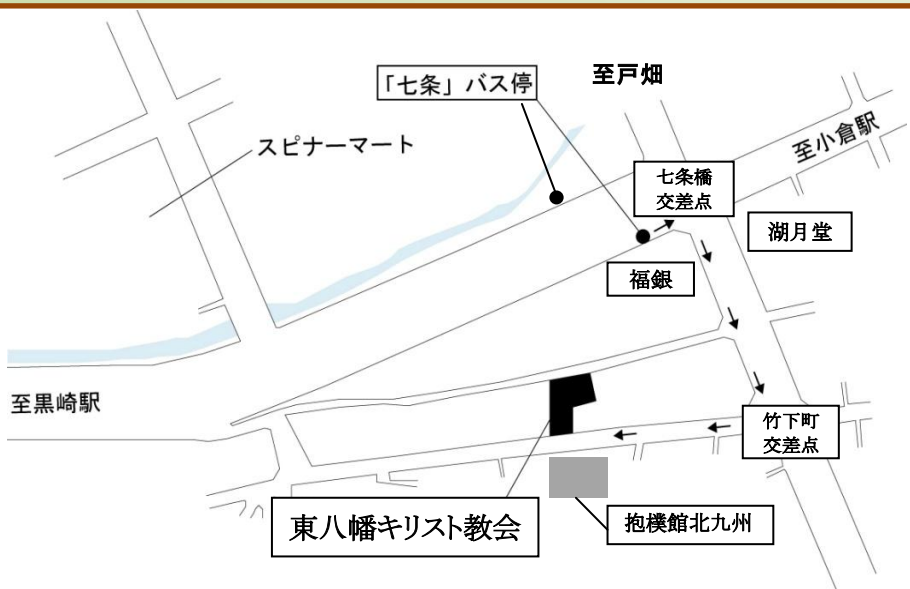 至戸畑
「七条」バス停
至小倉駅
スピナーマート
七条橋
交差点
湖月堂
福銀
至黒崎駅
竹下町
交差点
東八幡キリスト教会
抱樸館北九州